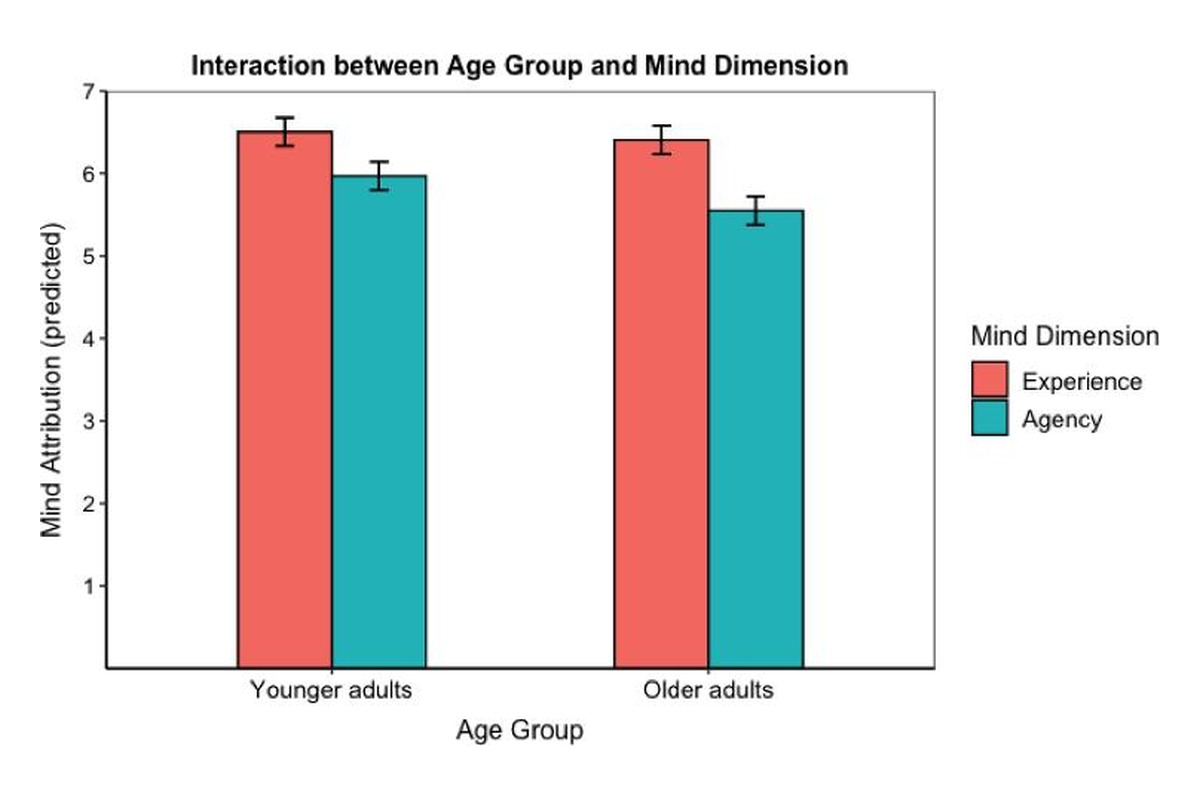 Interaction between Age Group and Mind Dimension
Mind Attribution (predicted)
7
6
5
4
3
2
1
Younger adults
Older adults
Age Group
Mind Dimension
Experience
Agency